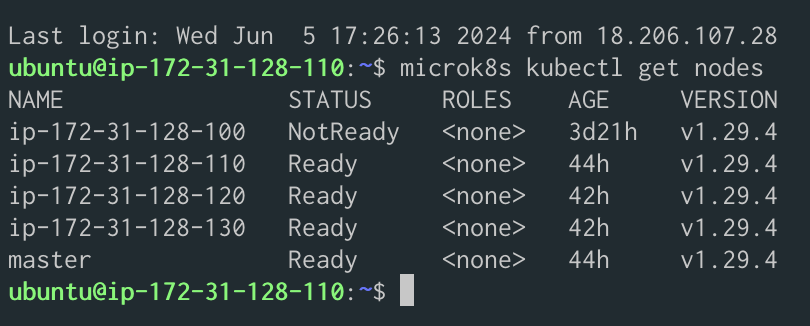 Last login: Wed Jun  5 17:26:13 2024 from 18.206.107.28
ubuntu@ip-172-31-128-110:~$ microk8s kubectl get nodes
NAME                STATUS     ROLES    AGE     VERSION
ip-172-31-128-100   NotReady   <none>   3d21h   v1.29.4
ip-172-31-128-110   Ready      <none>   44h     v1.29.4
ip-172-31-128-120   Ready      <none>   42h     v1.29.4
ip-172-31-128-130   Ready      <none>   42h     v1.29.4
master              Ready      <none>   44h     v1.29.4
ubuntu@ip-172-31-128-110:~$